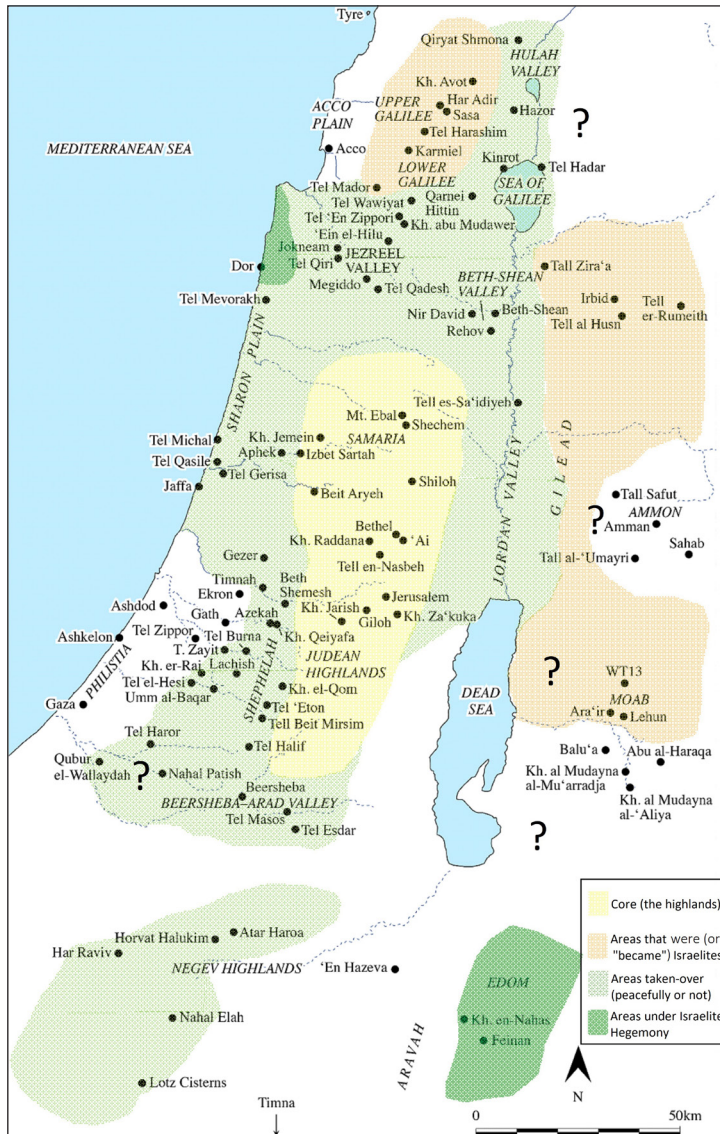 Tyre
Qiryat Shmona
HULAH
VALLEY
Kh. Avot
UPPER
GALILEE
Har Adir
Sasa
Hazor
?
ACCO
PLAIN
Tel Harashim
MEDITERRANEAN SEA
Acco
Karmiel
LOWER
GALILEE
Kinrot
Tel Hadar
SEA OF
GALILEE
Tel Mador
Tel Wawiyat
Qarnei
Hittin
Tel ‘En Zippori
Kh. abu Mudawer
‘Ein el-Hilu
Jokneam
JEZREEL
VALLEY
Tel Qiri
Dor
Megiddo
Tel Qadesh
BETH-SHEAN
VALLEY
Tall Zira‘a
Tel Mevorakh
Nir David
Beth-Shean
Rehov
Irbid
Tell al Husn
Tell
er-Rumeith
SHARON PLAIN
Tell es-Sa‘idiyeh
Mt. Ebal
Shechem
SAMARIA
Tel Michal
Kh. Jemein
Aphek
Izbet Sartah
Tel Qasile
Tel Gerisa
Jaffa
Beit Aryeh
Shiloh
JORDAN VALLEY
GILEAD
Tall Safut
AMMON
?
Amman
Sahab
Tall al-‘Umayri
Bethel
Kh. Raddana
‘Ai
Tell en-Nasbeh
Gezer
Timnah
Beth
Shemesh
Ekron
Jerusalem
Ashdod
Gath
Azekah
Kh. Jarish
Giloh
Kh. Za‘kuka
Tel Zippor
Tel Burna
Kh. Qeiyafa
Ashkelon
T. Zayit
JUDEAN
HIGHLANDS
PHILISTIA
Kh. er-Rai
Lachish
SHEPHELAH
Tel el-Hesi
Umm al-Baqar
Kh. el-Qom
Gaza
Tel ‘Eton
Tell Beit Mirsim
DEAD
SEA
?
WT13
MOAB
Ara‘ir
Lehun
Tel Haror
Tel Halif
Qubur
el-Wallaydah
?
Nahal Patish
Balu‘a
Abu al-Haraqa
Kh. al Mudayna
al-Mu‘arradja
Kh. al Mudayna
al-‘Aliya
Beersheba
BEERSHEBA–ARAD VALLEY
Tel Masos
Tel Esdar
?
Core (the highlands)
Areas that were (or
"became") Israelites
Areas taken-over
(peacefully or not)
Areas under Israelite
Hegemony
Atar Haroa
Horvat Halukim
Har Raviv
NEGEV HIGHLANDS
‘En Hazeva
EDOM
Nahal Elah
Kh. en-Nahas
Feinan
ARAVAH
Lotz Cisterns
Timna
N
0
50km